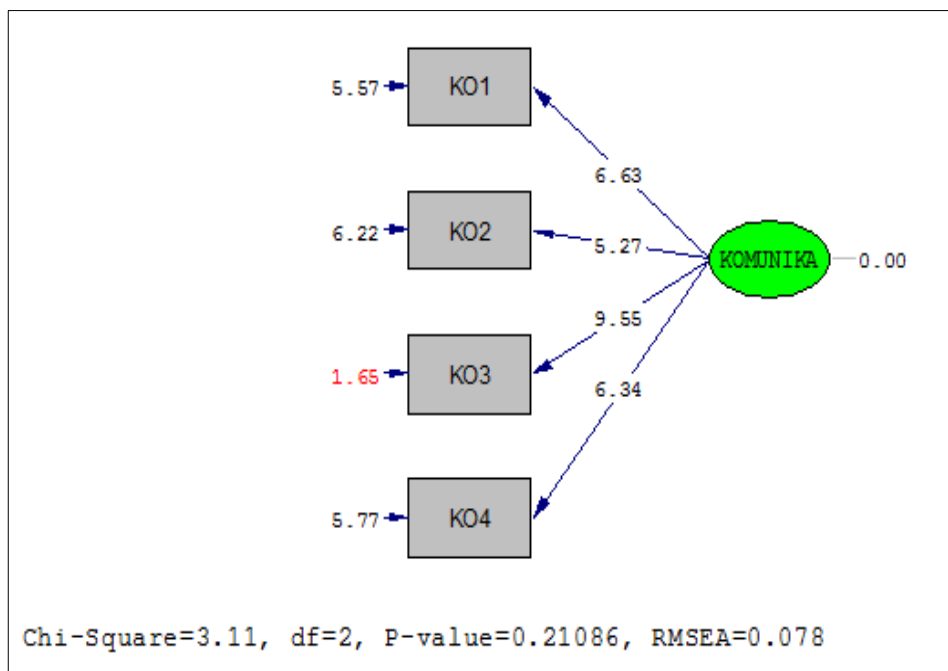 5.57 KO1
6.63
6.22 KO2
5.27
KOMUNIKA 0.00
9.55
1.65 KO3
6.34
5.77 KO4
Chi-Square=3.11, df=2, P-value=0.21086, RMSEA=0.078